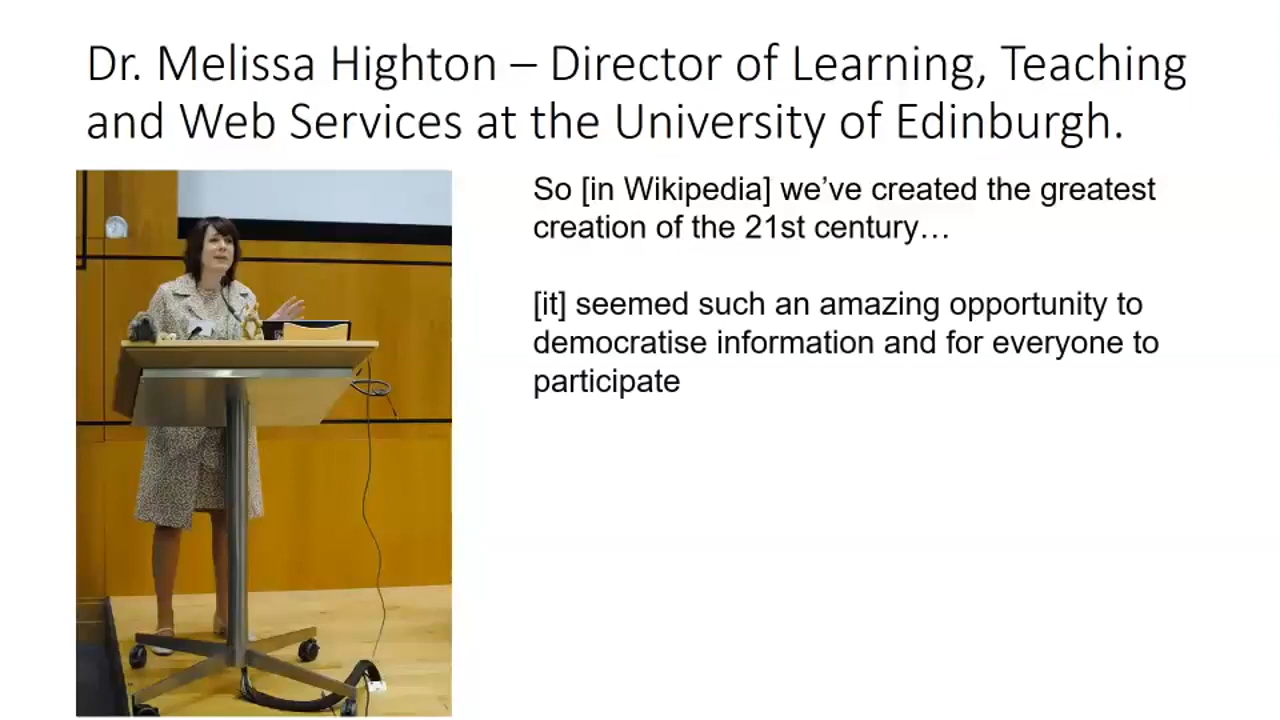 Dr. Melissa Highton – Director of Learning, Teaching
and Web Services at the University of Edinburgh.
So [in Wikipedia] we’ve created the greatest
creation of the 21st century…
[it] seemed such an amazing opportunity to
democratise information and for everyone to
participate